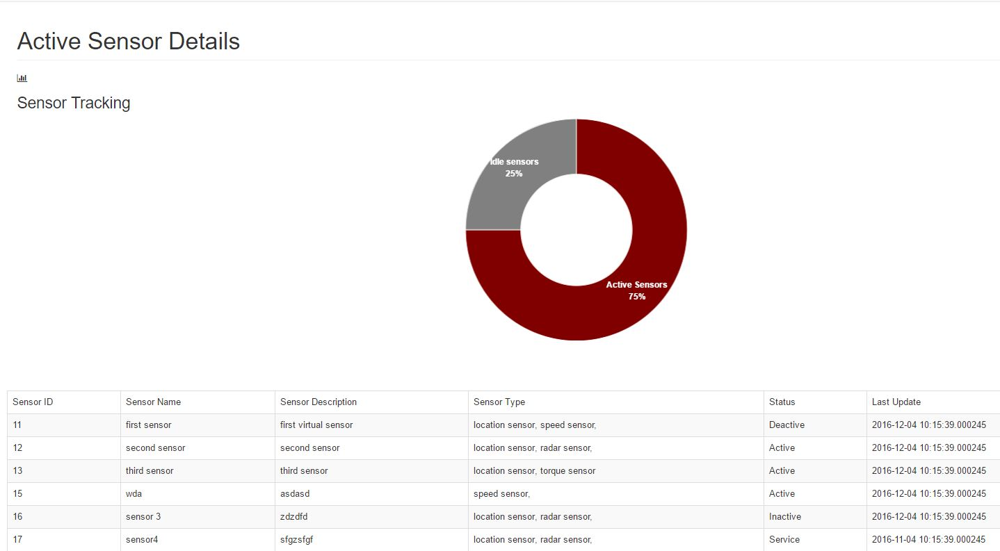 Active Sensor Details
Sensor Tracking
Idle sensors
25%
Active Sensors
75%
Sensor ID Sensor Name Sensor Description Sensor Type Status Last Update
11 first sensor first virtual sensor location sensor, speed sensor, Deactive 2016-12-04 10:15:39.000245
12 second sensor second sensor location sensor, radar sensor, Active 2016-12-04 10:15:39.000245
13 third sensor third sensor location sensor, torque sensor Active 2016-12-04 10:15:39.000245
15 wda asdasd speed sensor, Active 2016-12-04 10:15:39.000245
16 sensor 3 zdzdfd location sensor, radar sensor, Inactive 2016-12-04 10:15:39.000245
17 sensor4 sfgzsfgf location sensor, radar sensor, Service 2016-11-04 10:15:39.000245